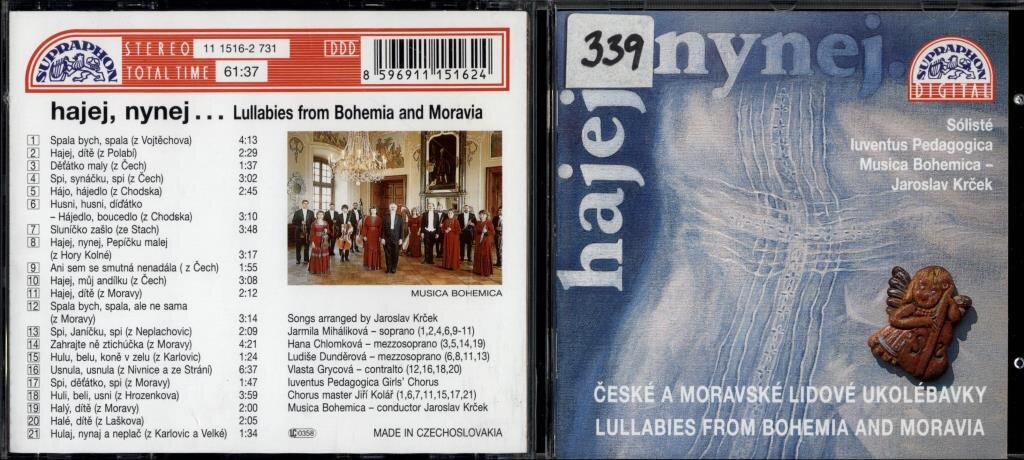 SUPRAPHON
STEREO 11 1516-2 731
TOTAL TIME 61:37
DDD
8 596911 151624
hajej, nynej . . . Lullabies from Bohemia and Moravia
1 Spala bych, spala (z Vojtěchova) 4:13
2 Hajej, dítě (z Polabí) 2:29
3 Děťátko maly (z Čech) 1:37
4 Spi, synáčku, spi (z Čech) 3:02
5 Hájo, hájedlo (z Chodska) 2:45
6 Husni, husni, díďatko
– Hájedlo, boucedlo (z Chodska) 3:10
7 Sluníčko zašlo (ze Stach) 3:48
8 Hajej, nynej, Pepíčku malej
(z Hory Kolné) 3:17
9 Ani sem se smutná nenadála ( z Čech) 1:55
10 Hajej, můj andílku (z Čech) 3:08
11 Hajej, dítě (z Moravy) 2:12
12 Spala bych, spala, ale ne sama
(z Moravy) 3:14
13 Spi, Janíčku, spi (z Neplachovic) 2:09
14 Zahrajte ně ztichúčka (z Moravy) 4:21
15 Hulu, belu, koně v zelu (z Karlovic) 1:24
16 Usnula, usnula (z Nivnice a ze Strání) 6:37
17 Spi, děťátko, spi (z Moravy) 1:47
18 Huli, beli, usni (z Hrozenkova) 3:59
19 Halý, dítě (z Moravy) 2:00
20 Halé, dítě (z Laškova) 2:05
21 Hulaj, nynaj a neplač (z Karlovic a Velké) 1:34
MUSICA BOHEMICA
Songs arranged by Jaroslav Krček
Jarmila Miháliková – soprano (1,2,4,6,9-11)
Hana Chlomková – mezzosoprano (3,5,14,19)
Ludiše Dunděrová – mezzosoprano (6,8,11,13)
Vlasta Grycová – contralto (12,16,18,20)
Iuventus Pedagogica Girls' Chorus
Chorus master Jiří Kolář (1,6,7,11,15,17,21)
Musica Bohemica – conductor Jaroslav Krček
LC 0358
MADE IN CZECHOSLOVAKIA
339
hajej
nynej.
SUPRAPHON
DIGITAL
Sólisté
Iuventus Pedagogica
Musica Bohemica –
Jaroslav Krček
ČESKÉ A MORAVSKÉ LIDOVÉ UKOLÉBAVKY
LULLABIES FROM BOHEMIA AND MORAVIA